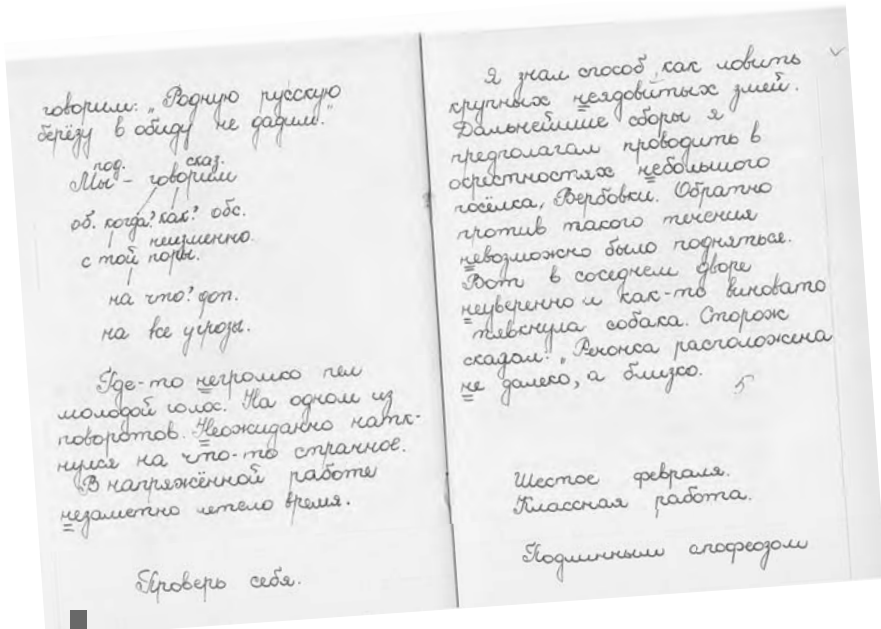 говорим: „Родную русскую
берёзу в обиду не дадим."
под. сказ.
Мы – говорим
об. когда? как? обс.
неизменно.
с той поры.
на что? доп.
на все угрозы.
Где-то негромко пел
молодой голос. На одном из
поворотов. Неожиданно натк-
нулся на что-то странное.
В напряжённой работе
незаметно летело время.
Проверь себя.
Я знал способ, как ловить
крупных неядовитых змей.
Дальнейшие сборы я
предполагал проводить в
окрестностях небольшого
посёлка, Вербовки. Обратно
против такого течения
невозможно было подняться.
Вот в соседнем дворе
неуверенно и как-то виновато
тявкнула собака. Сторож
сказал: „Речонка расположена
не далеко, а близко.
5
Шестое февраля.
Классная работа.
Подлинным апофеозом